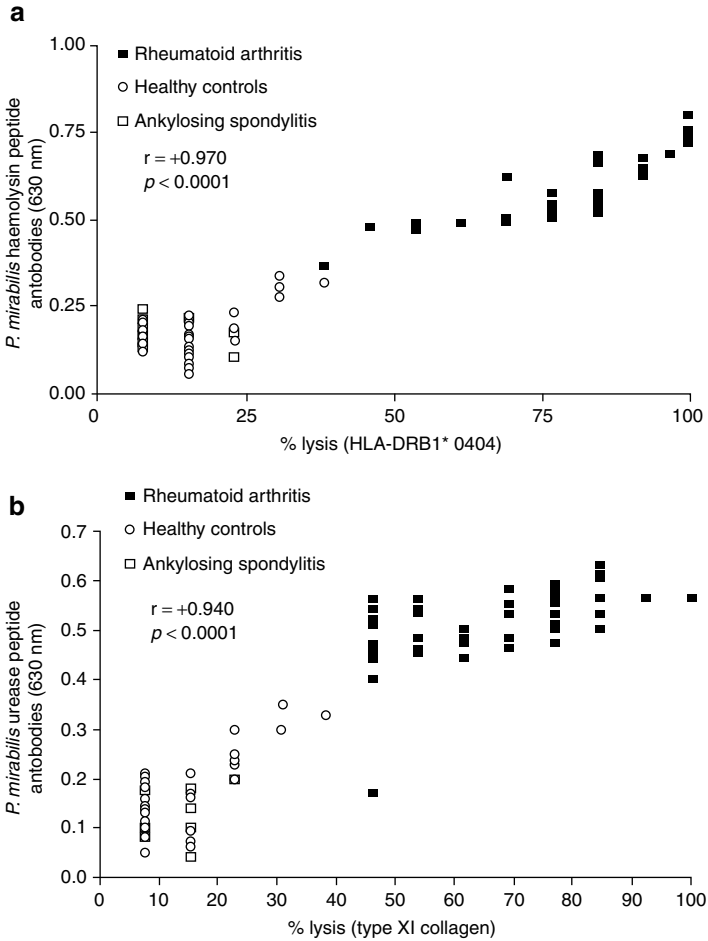 a
1.00
0.75
0.50
0.25
0.00
P. mirabilis haemolysin peptide
antobodies (630 nm)
Rheumatoid arthritis
Healthy controls
Ankylosing spondylitis
r = +0.970
p < 0.0001
0 25 50 75 100
% lysis (HLA-DRB1* 0404)
b
0.7
0.6
0.5
0.4
0.3
0.2
0.1
0.0
P. mirabilis urease peptide
antobodies (630 nm)
Rheumatoid arthritis
Healthy controls
Ankylosing spondylitis
r = +0.940
p < 0.0001
0 10 20 30 40 50 60 70 80 90 100
% lysis (type XI collagen)